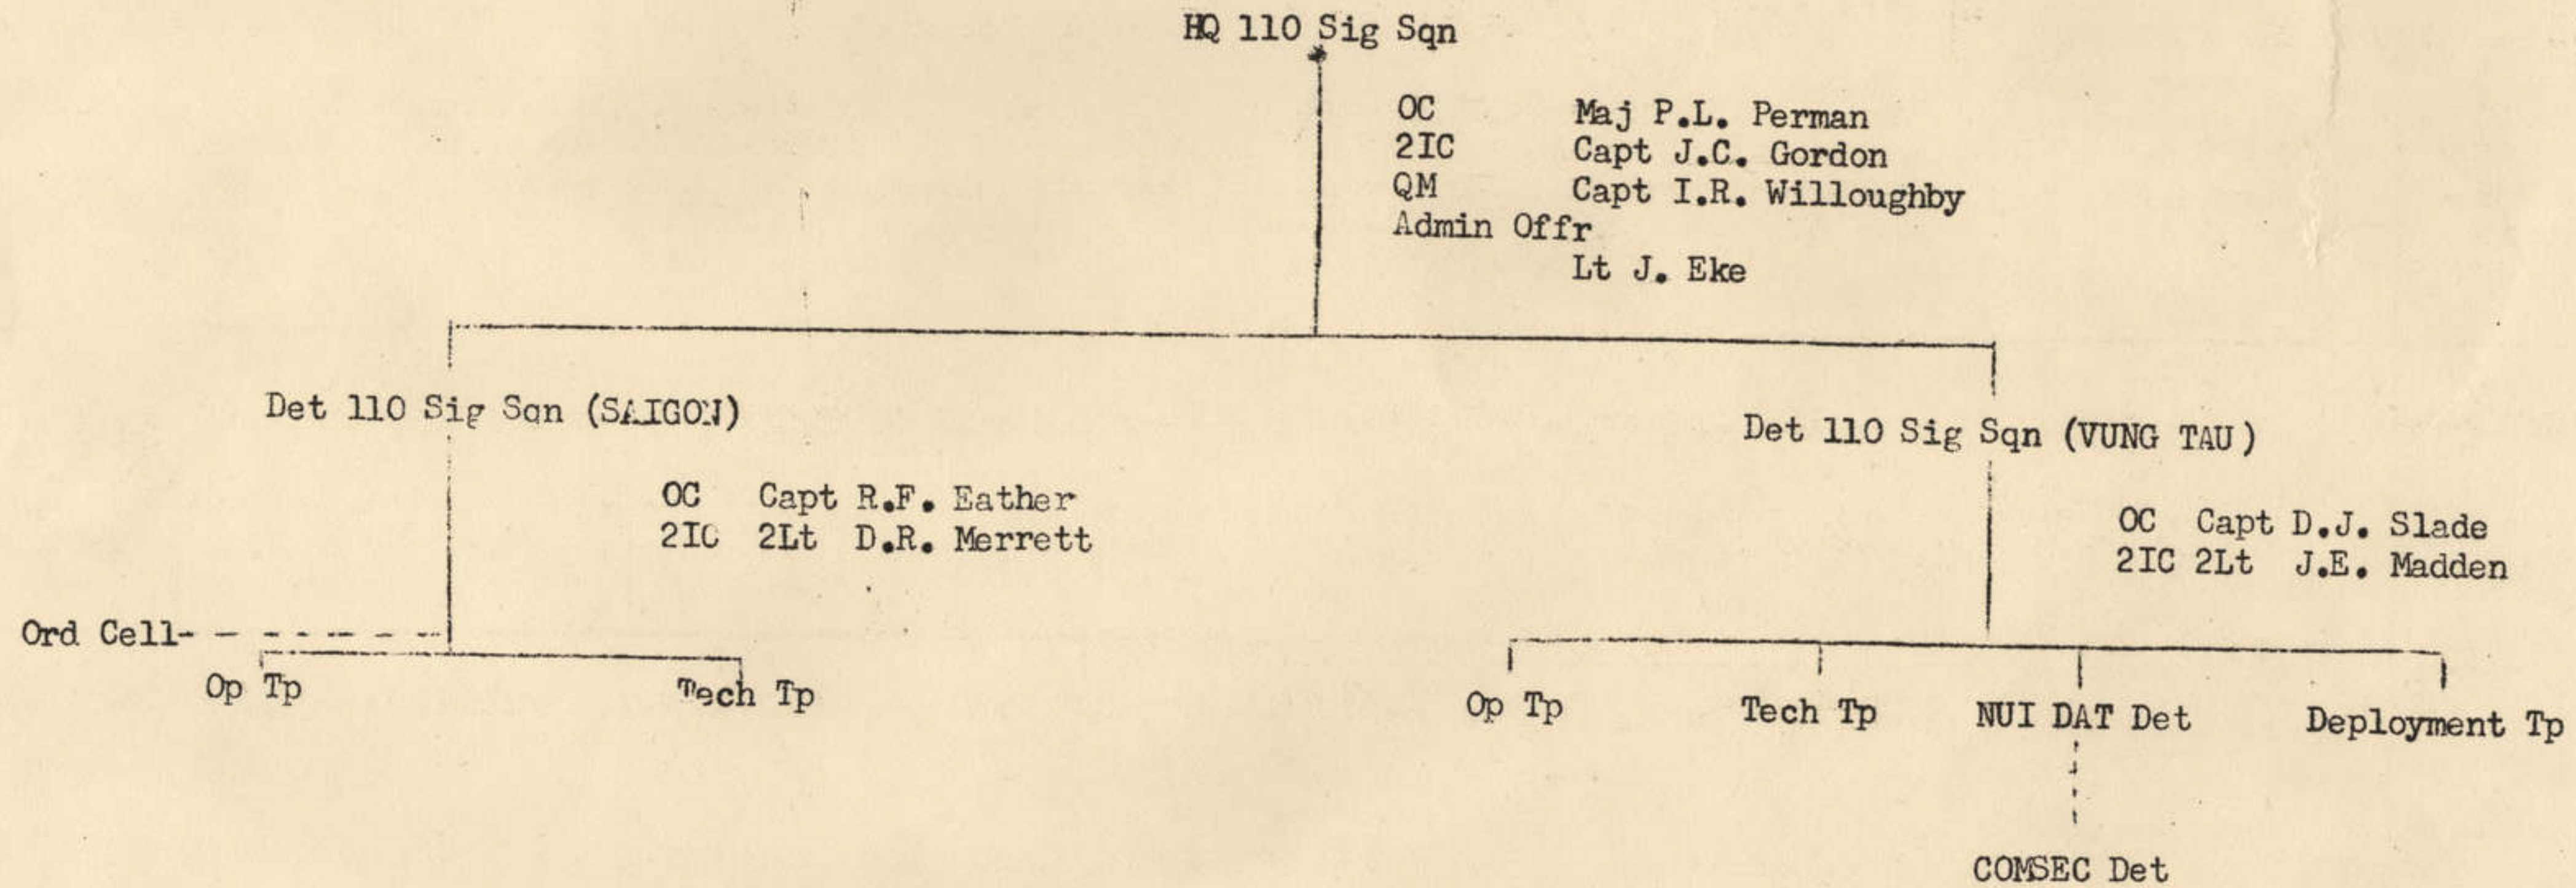 HQ 110 Sig Sqn
OC Maj P.L. Perman
2IC Capt J.C. Gordon
QM Capt I.R. Willoughby
Admin Offr
Lt J. Eke
Det 110 Sig Sqn (SAIGON)
OC Capt R.F. Eather
2IC 2Lt D.R. Merrett
Ord Cell
Op Tp
Tech Tp
Det 110 Sig Sqn (VUNG TAU)
OC Capt D.J. Slade
2IC 2Lt J.E. Madden
Op Tp
Tech Tp
NUI DAT Det
Deployment Tp
COMSEC Det